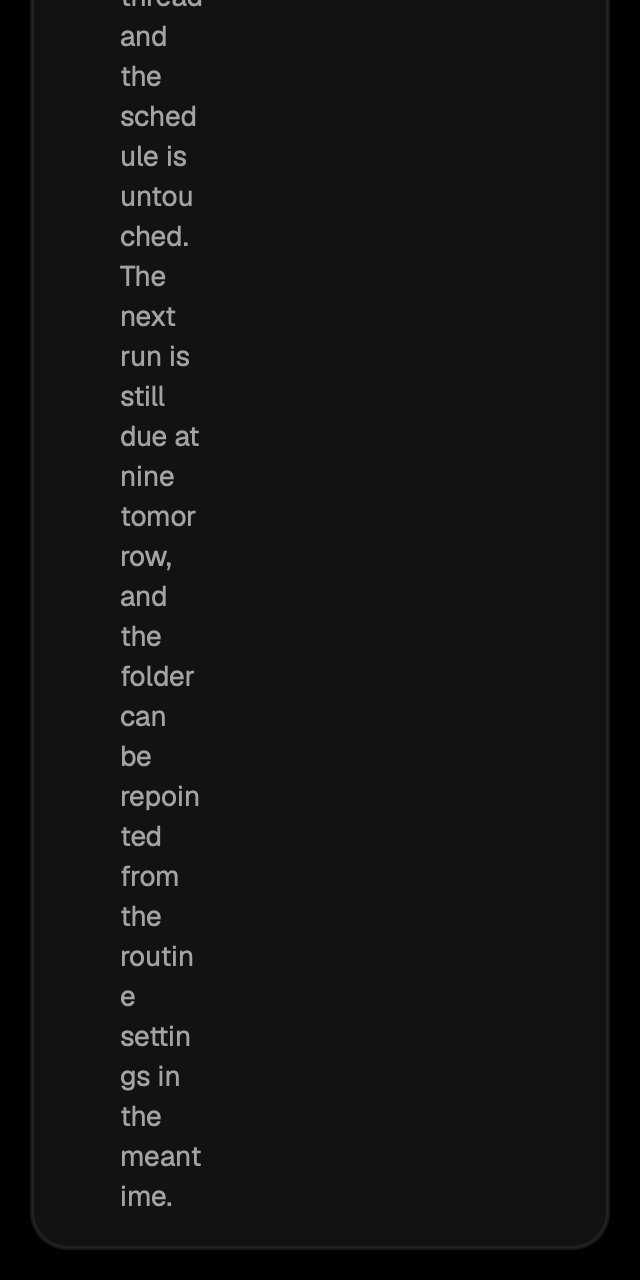 thread
and
the
sched
ule is
untou
ched.
The
next
run is
still
due at
nine
tomor
row,
and
the
folder
can
be
repoin
ted
from
the
routin
e
settin
gs in
the
meant
ime.